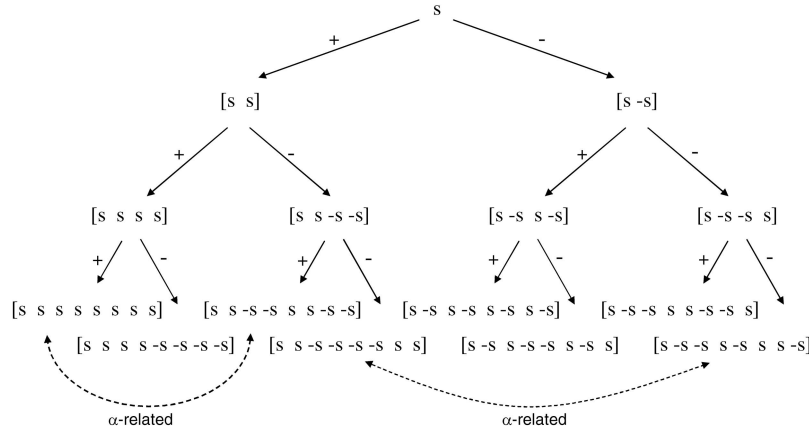 s
+ -
[s s] [s -s]
+ - + -
[s s s s] [s s -s -s] [s -s s -s] [s -s -s s]
+ - + - + - + -
[s s s s s s s s] [s s -s -s s s -s -s] [s -s s -s s -s s -s] [s -s -s s s -s -s s]
[s s s s -s -s -s -s] [s s -s -s -s -s s s] [s -s s -s -s s -s s] [s -s -s s -s s s -s]
α-related α-related